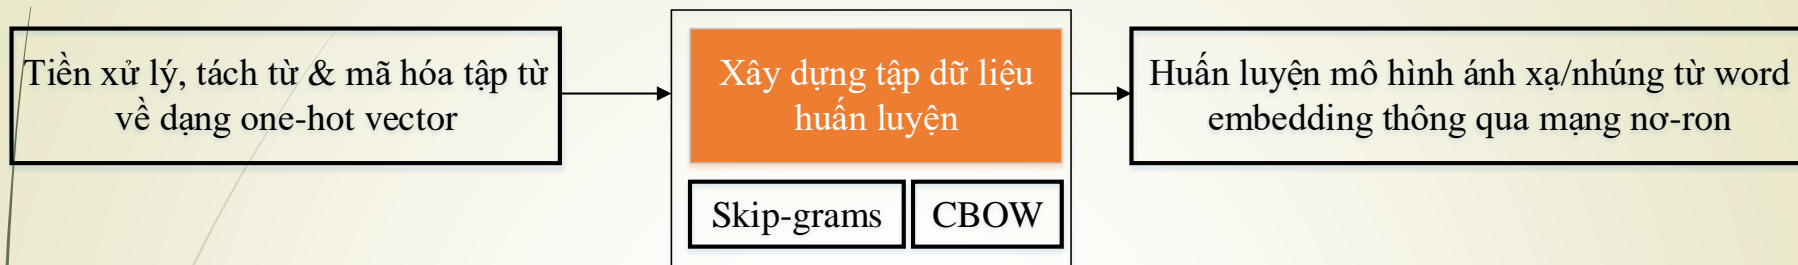 Tiền xử lý, tách từ & mã hóa tập từ
về dạng one-hot vector
Xây dựng tập dữ liệu
huấn luyện
Skip-grams
CBOW
Huấn luyện mô hình ánh xạ/nhúng từ word
embedding thông qua mạng nơ-ron